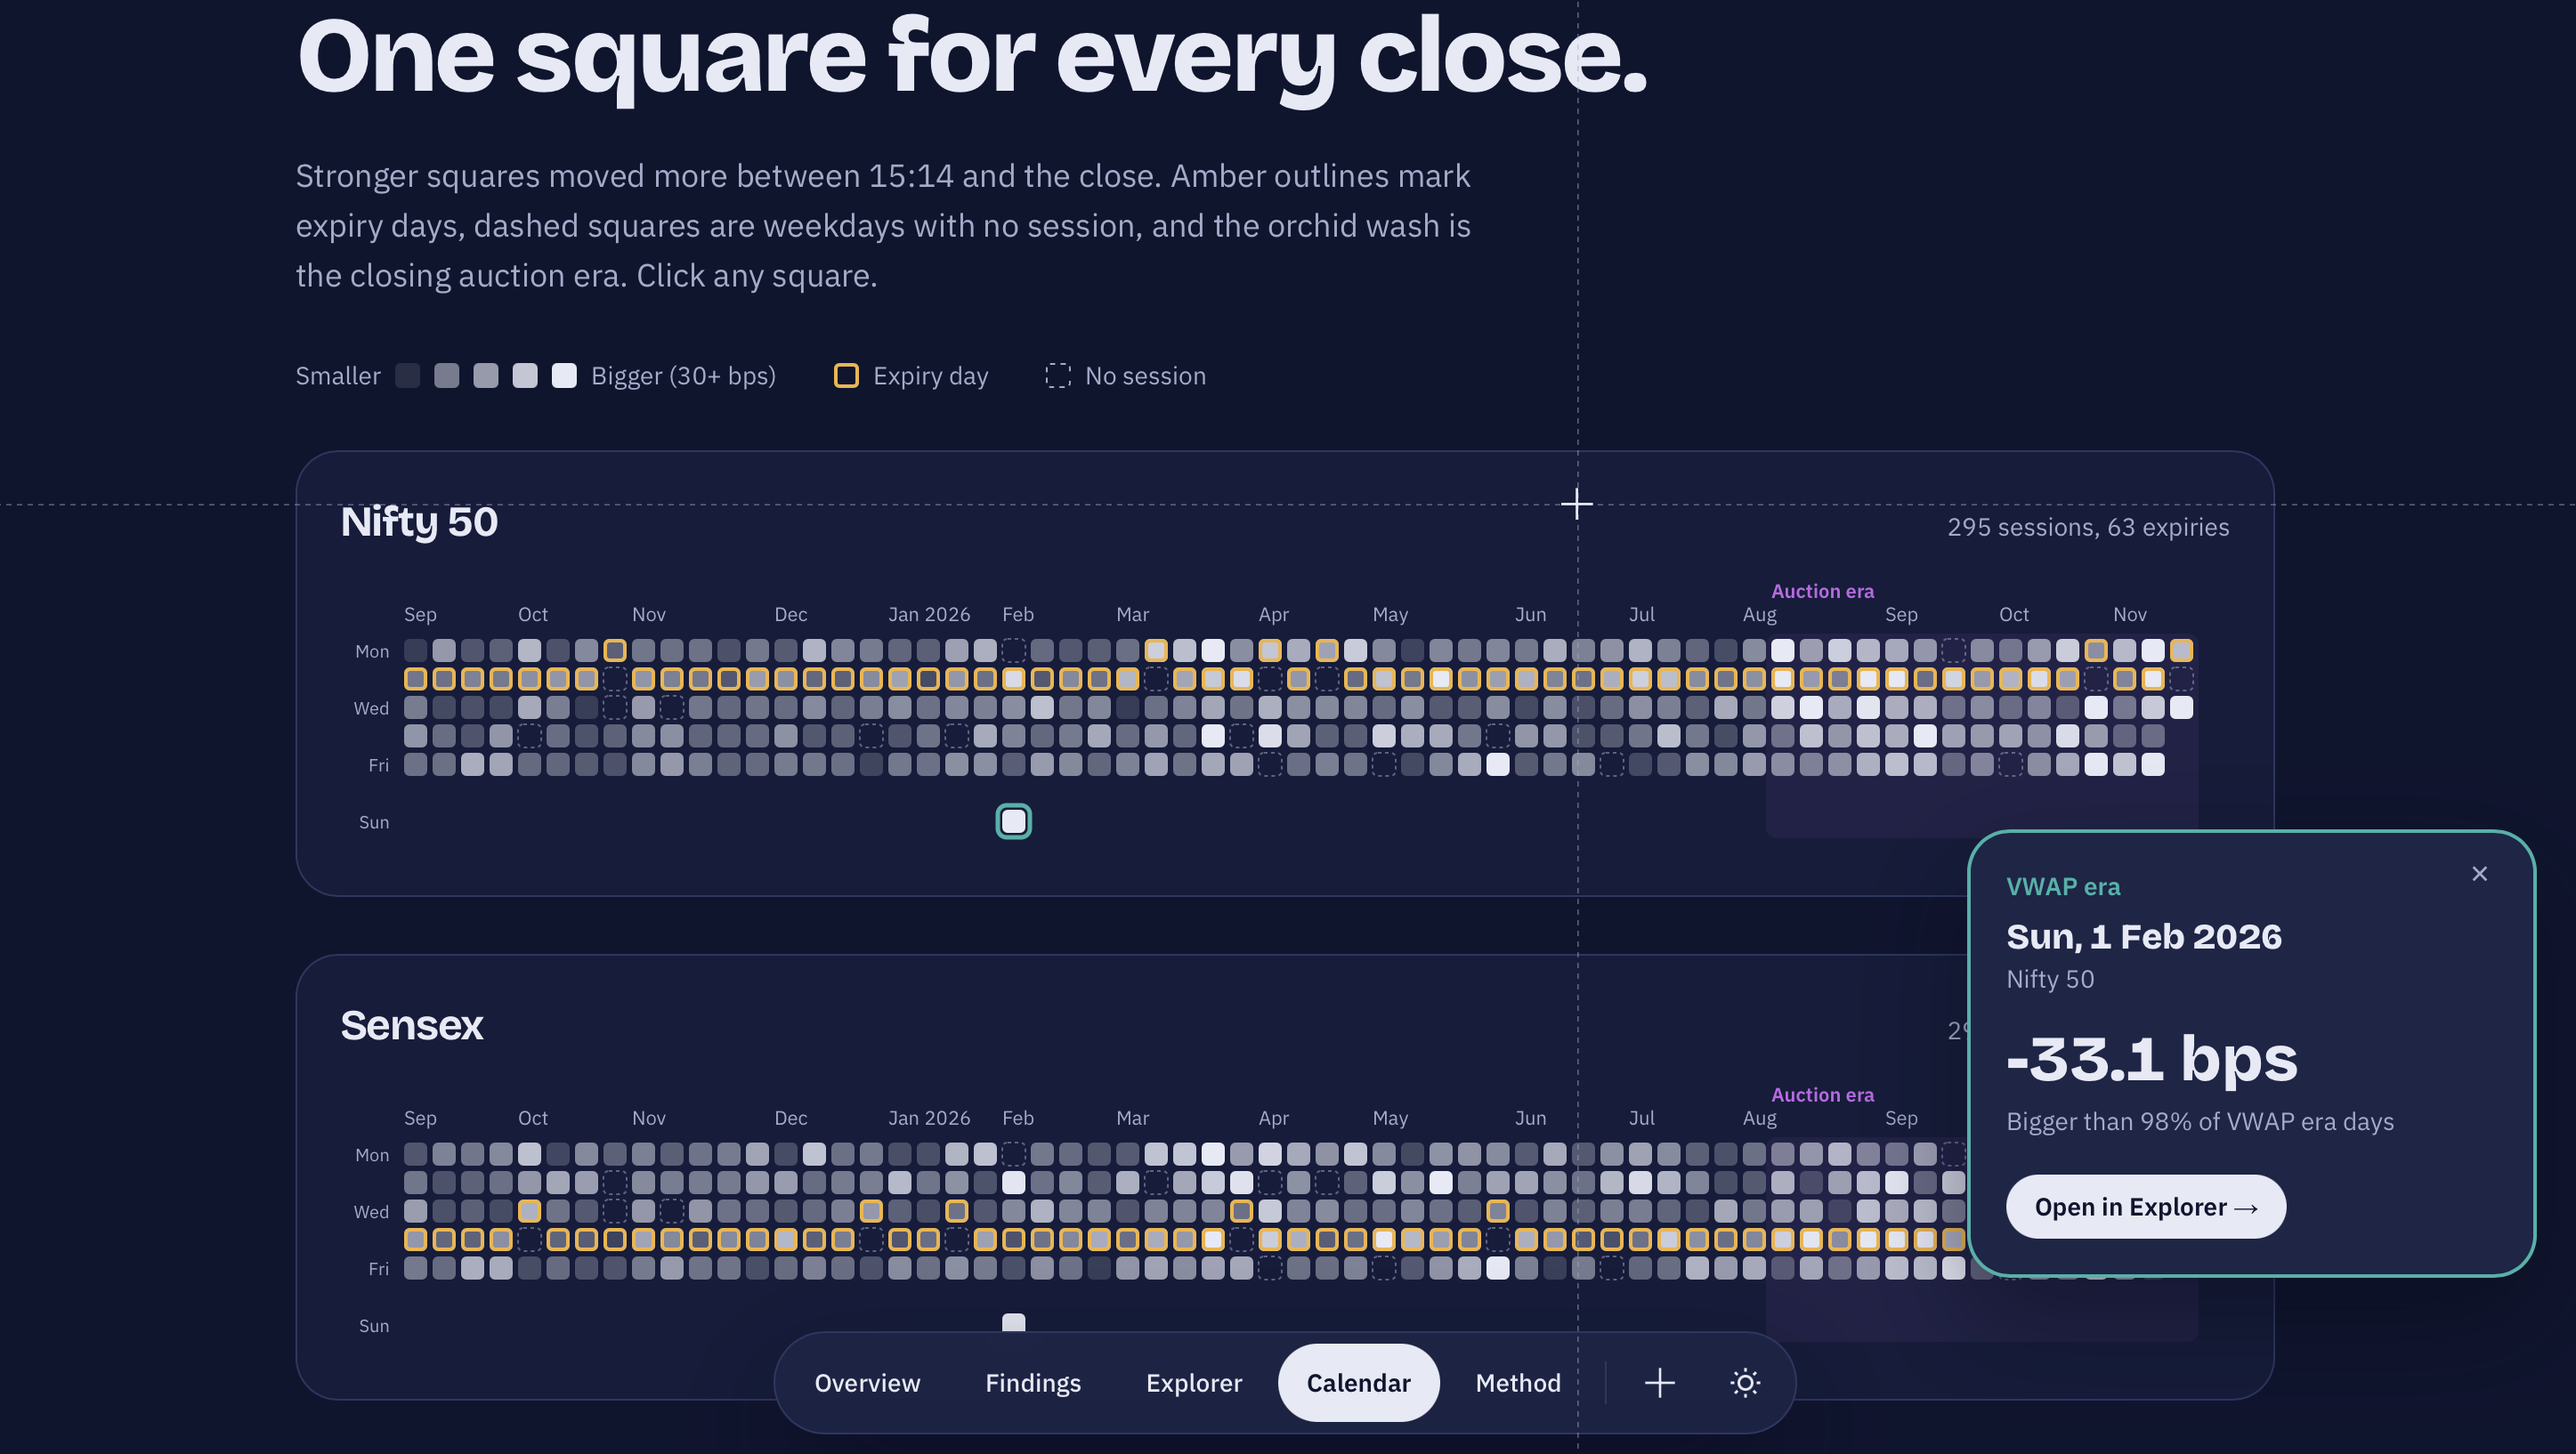 One square for every close.
Stronger squares moved more between 15:14 and the close. Amber outlines mark
expiry days, dashed squares are weekdays with no session, and the orchid wash is
the closing auction era. Click any square.
Smaller Bigger (30+ bps) Expiry day No session
Nifty 50
295 sessions, 63 expiries
Auction era
Sep Oct Nov Dec Jan 2026 Feb Mar Apr May Jun Jul Aug Sep Oct Nov
Mon
Wed
Fri
Sun
VWAP era ×
Sun, 1 Feb 2026
Nifty 50
-33.1 bps
Bigger than 98% of VWAP era days
Open in Explorer →
Sensex
Auction era
Sep Oct Nov Dec Jan 2026 Feb Mar Apr May Jun Jul Aug Sep
Mon
Wed
Fri
Sun
Overview Findings Explorer Calendar Method